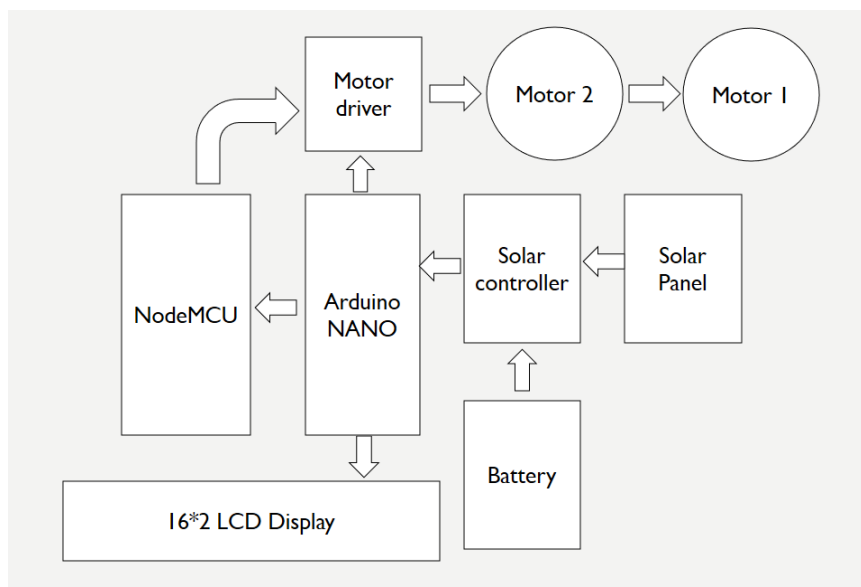 Motor
driver
Motor 2
Motor 1
NodeMCU
Arduino
NANO
Solar
controller
Solar
Panel
Battery
16*2 LCD Display